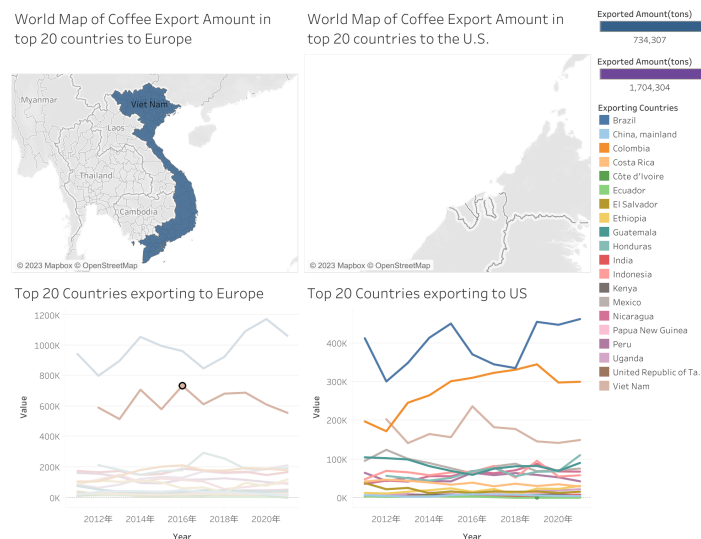 World Map of Coffee Export Amount in
top 20 countries to Europe
World Map of Coffee Export Amount in
top 20 countries to the U.S.
Exported Amount(tons)
734,307
Exported Amount(tons)
1,704,304
Myanmar
Viet Nam
Laos
Thailand
Cambodia
© 2023 Mapbox © OpenStreetMap
© 2023 Mapbox © OpenStreetMap
Exporting Countries
Brazil
China, mainland
Colombia
Costa Rica
Côte d'Ivoire
Ecuador
El Salvador
Ethiopia
Guatemala
Honduras
India
Indonesia
Kenya
Mexico
Nicaragua
Papua New Guinea
Peru
Uganda
United Republic of Ta..
Viet Nam
Top 20 Countries exporting to Europe
1200K
1000K
800K
600K
400K
200K
0K
Value
2012年
2014年
2016年
2018年
2020年
Year
Top 20 Countries exporting to US
400K
300K
200K
100K
0K
Value
2012年
2014年
2016年
2018年
2020年
Year